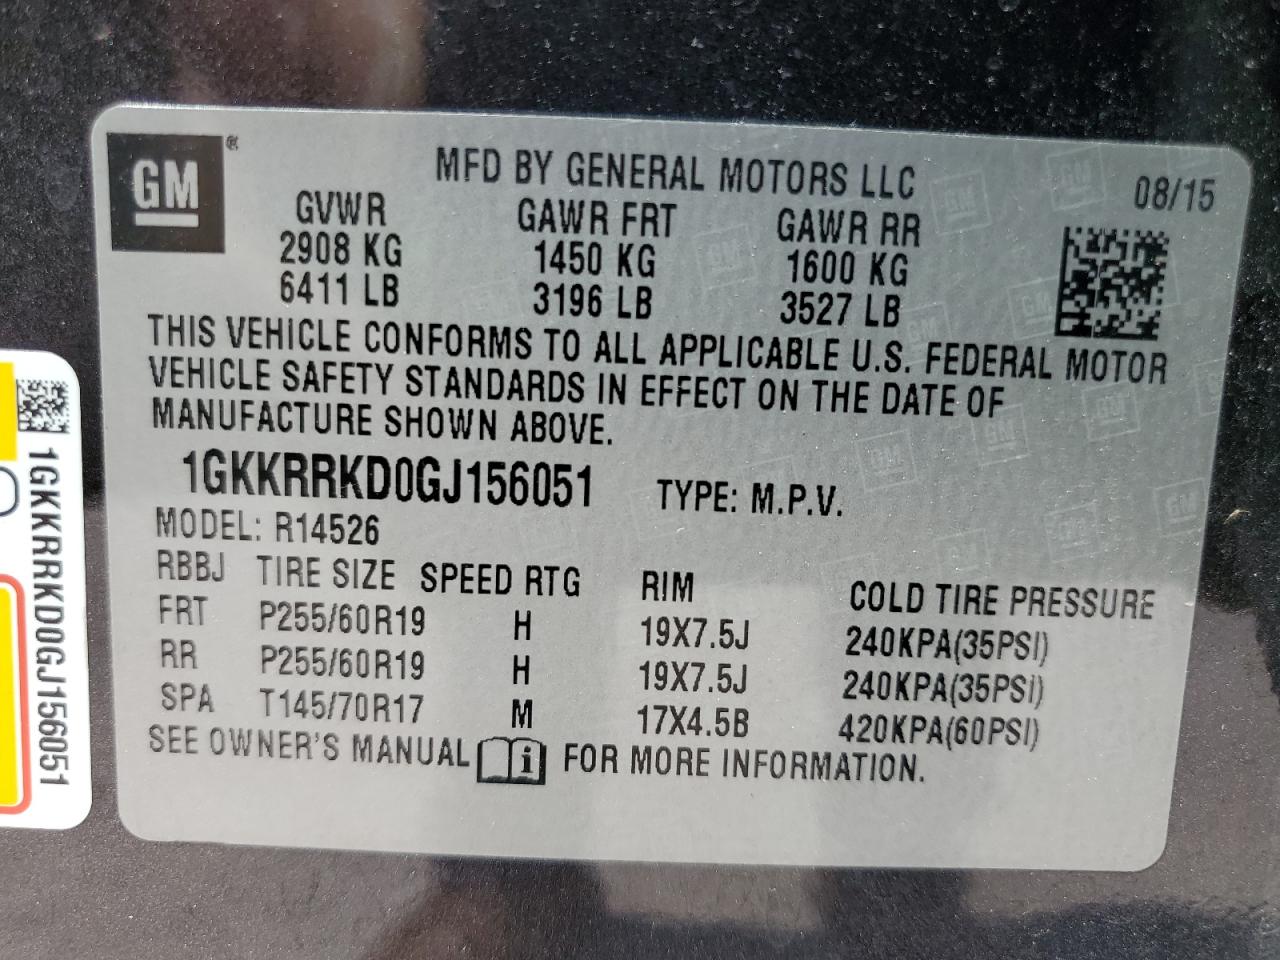 GM ®
MFD BY GENERAL MOTORS LLC 08/15
GVWR GAWR FRT GAWR RR
2908 KG 1450 KG 1600 KG
6411 LB 3196 LB 3527 LB
THIS VEHICLE CONFORMS TO ALL APPLICABLE U.S. FEDERAL MOTOR
VEHICLE SAFETY STANDARDS IN EFFECT ON THE DATE OF
MANUFACTURE SHOWN ABOVE.
1GKKRRKD0GJ156051 TYPE: M.P.V.
MODEL: R14526
RBBJ TIRE SIZE SPEED RTG RIM COLD TIRE PRESSURE
FRT P255/60R19 H 19X7.5J 240KPA(35PSI)
RR P255/60R19 H 19X7.5J 240KPA(35PSI)
SPA T145/70R17 M 17X4.5B 420KPA(60PSI)
SEE OWNER'S MANUAL i FOR MORE INFORMATION.
1GKKRRKD0GJ156051